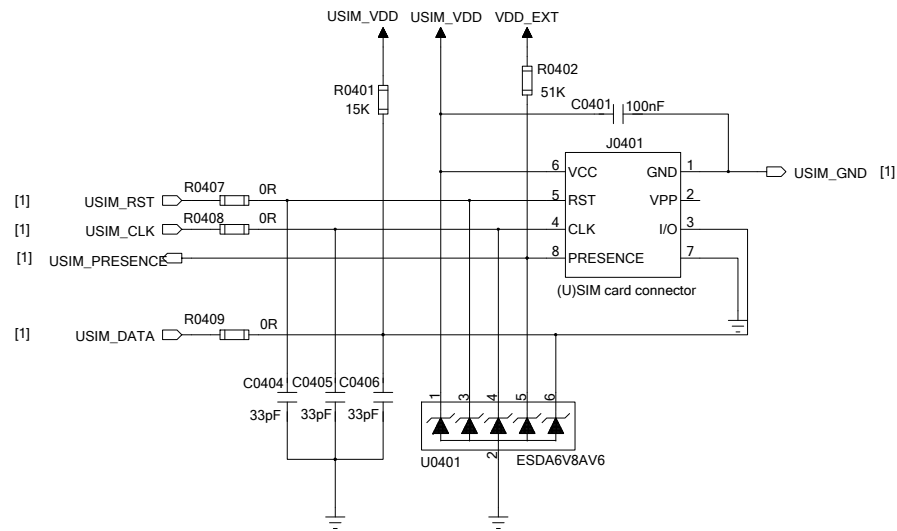 USIM_VDD USIM_VDD VDD_EXT
R0401
15K
R0402
51K
C0401 100nF
J0401
6 VCC GND 1
USIM_GND [1]
[1] USIM_RST R0407 0R
5 RST VPP 2
[1] USIM_CLK R0408 0R
4 CLK I/O 3
[1] USIM_PRESENCE
8 PRESENCE 7
(U)SIM card connector
[1] USIM_DATA R0409 0R
C0404 C0405 C0406
33pF 33pF 33pF
1 3 4 5 6
2
U0401 ESDA6V8AV6